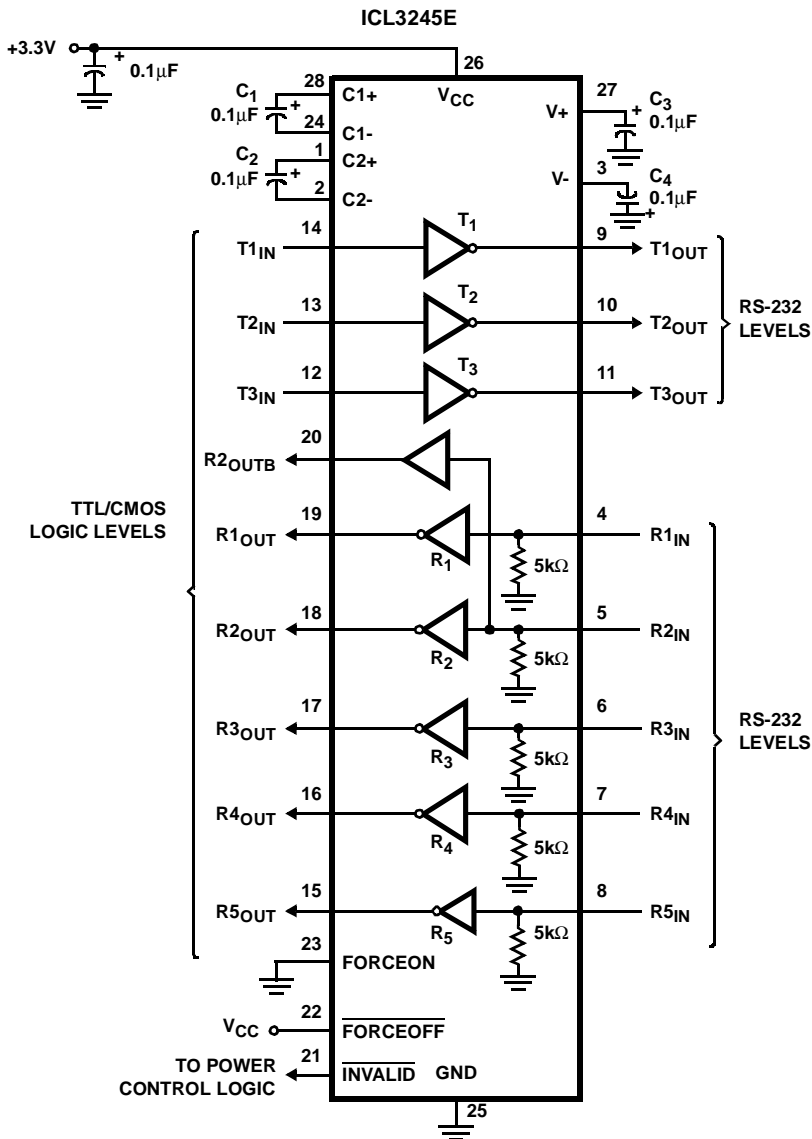 ICL3245E
+3.3V
+
0.1μF
26
VCC
28
C1+
C1
0.1μF
+
24
C1-
1
C2+
C2
0.1μF
+
2
C2-
27
V+
C3
0.1μF
+
3
V-
C4
0.1μF
+
T1IN
14
T1
9
T1OUT
T2IN
13
T2
10
T2OUT
T3IN
12
T3
11
T3OUT
RS-232
LEVELS
R2OUTB
20
TTL/CMOS
LOGIC LEVELS
R1OUT
19
R1
5kΩ
4
R1IN
R2OUT
18
R2
5kΩ
5
R2IN
R3OUT
17
R3
5kΩ
6
R3IN
R4OUT
16
R4
5kΩ
7
R4IN
R5OUT
15
R5
5kΩ
8
R5IN
RS-232
LEVELS
23
FORCEON
VCC
22
FORCEOFF
TO POWER
CONTROL LOGIC
21
INVALID
GND
25